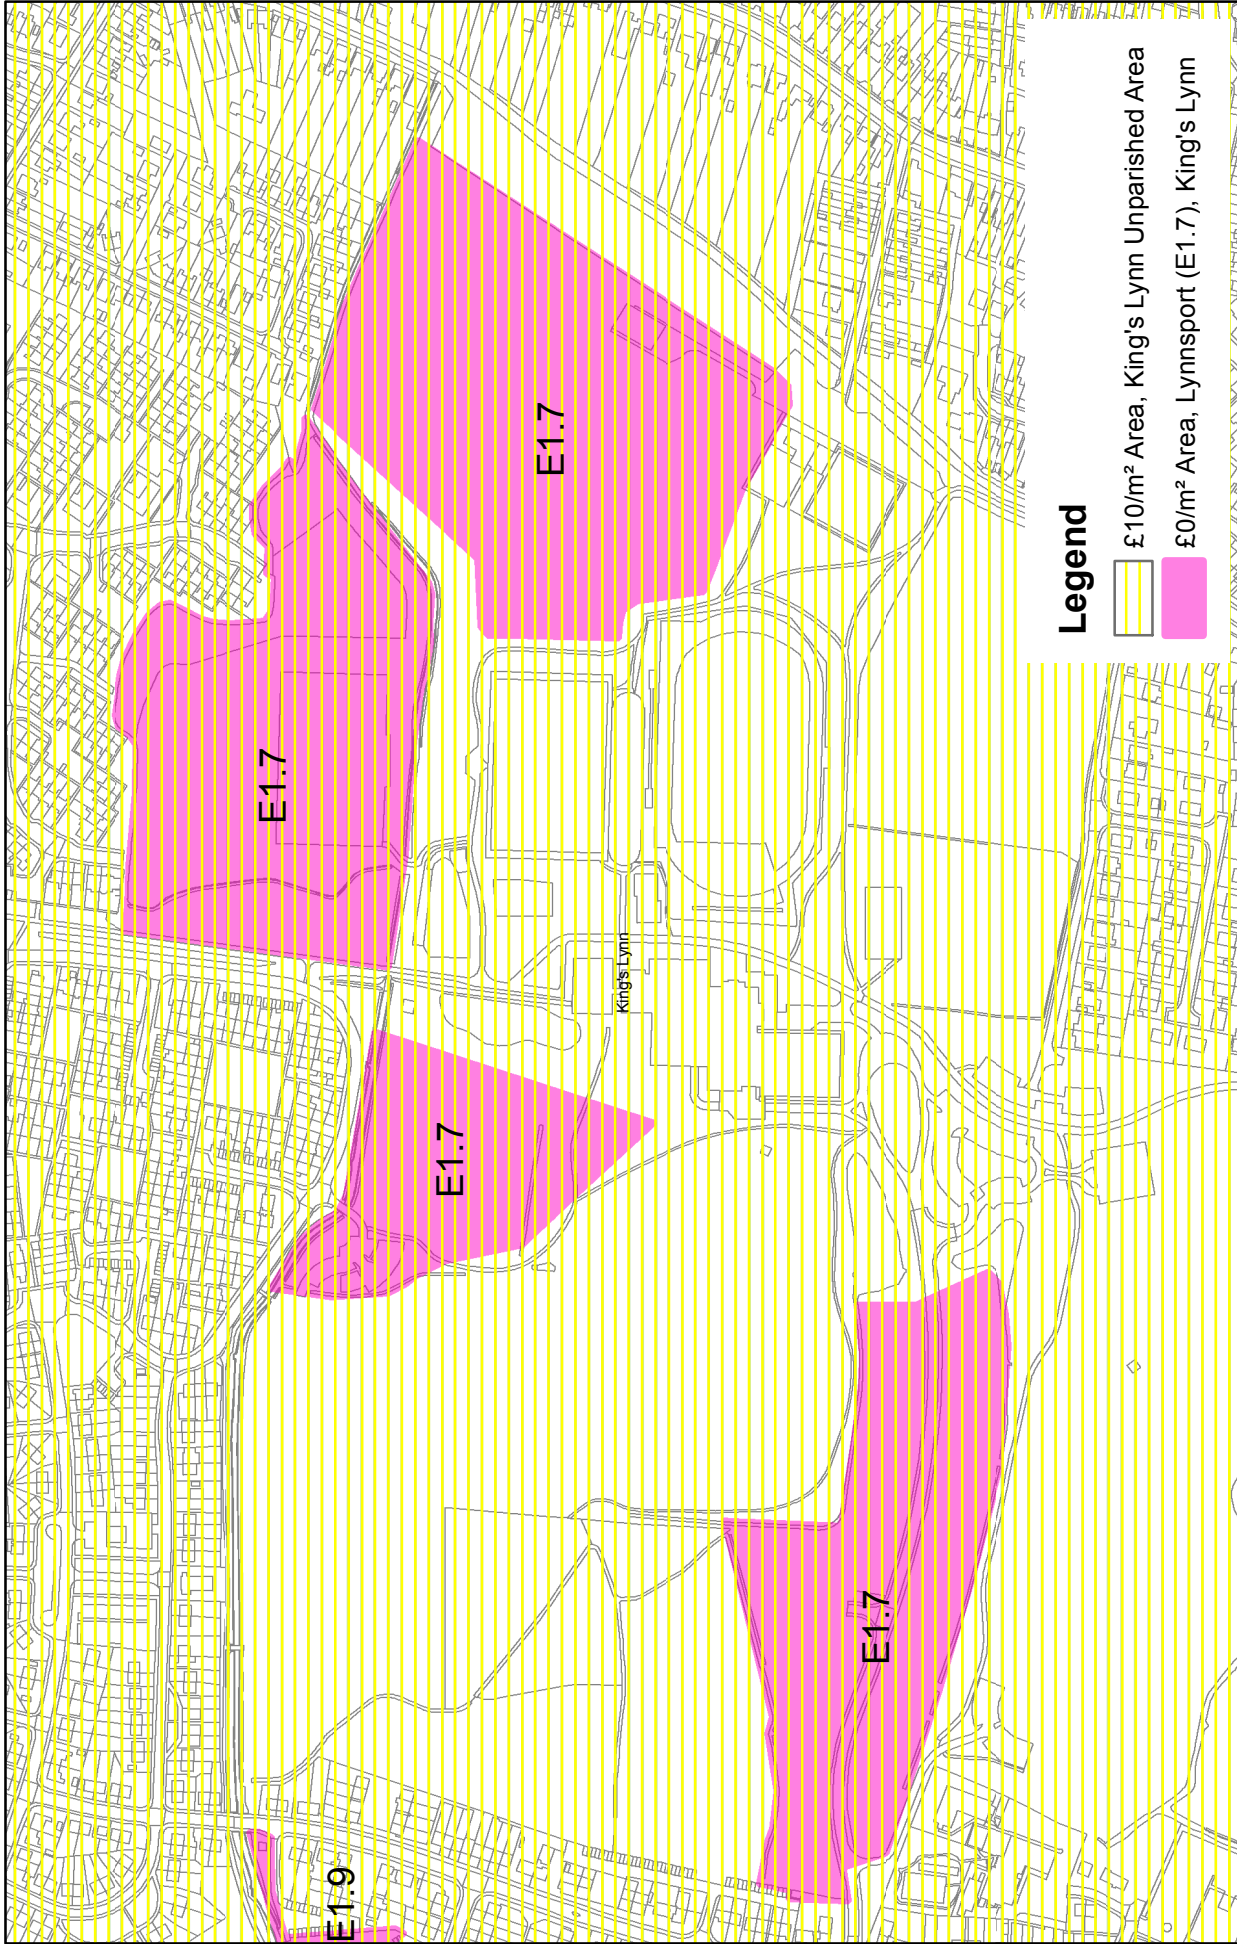 E1.7
E1.7
E1.7
E1.7
E1.9
King's Lynn
Legend
£10/m² Area, King's Lynn Unparished Area
£0/m² Area, Lynnsport (E1.7), King's Lynn